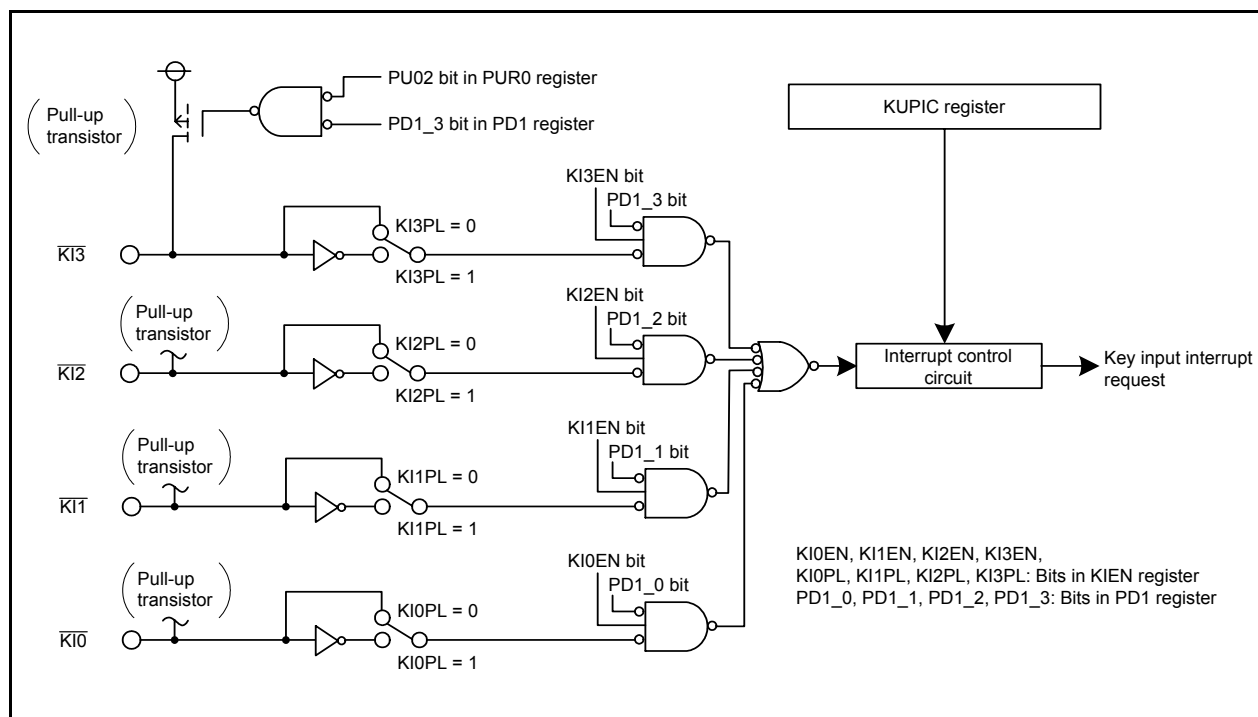 PU02 bit in PUR0 register
(Pull-up
transistor)
PD1_3 bit in PD1 register
KUPIC register
KI3EN bit
PD1_3 bit
KI3PL = 0
K̅I̅3̅
KI3PL = 1
(Pull-up
transistor)
KI2EN bit
PD1_2 bit
KI2PL = 0
K̅I̅2̅
KI2PL = 1
Interrupt control
circuit
Key input interrupt
request
(Pull-up
transistor)
KI1EN bit
PD1_1 bit
KI1PL = 0
K̅I̅1̅
KI1PL = 1
(Pull-up
transistor)
KI0EN bit
PD1_0 bit
KI0PL = 0
K̅I̅0̅
KI0PL = 1
KI0EN, KI1EN, KI2EN, KI3EN,
KI0PL, KI1PL, KI2PL, KI3PL: Bits in KIEN register
PD1_0, PD1_1, PD1_2, PD1_3: Bits in PD1 register